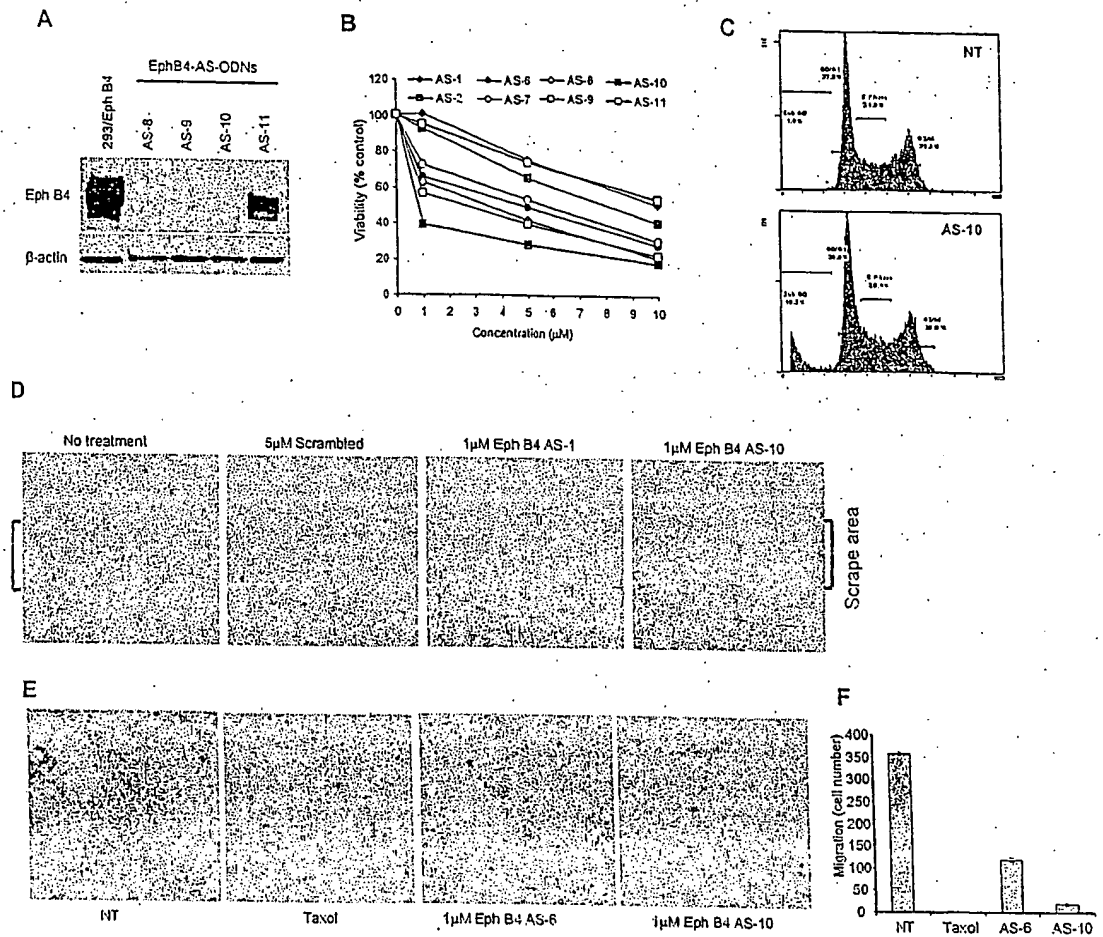 A
EphB4-AS-ODNs
293/Eph B4
AS-8
AS-9
AS-10
AS-11
Eph B4
β-actin
B
AS-1
AS-6
AS-8
AS-10
AS-2
AS-7
AS-9
AS-11
Viability (% control)
120
100
80
60
40
20
0
0 1 2 3 4 5 6 7 8 9 10
Concentration (μM)
C
NT
AS-10
D
No treatment
5μM Scrambled
1μM Eph B4 AS-1
1μM Eph B4 AS-10
Scrape area
E
NT
Taxol
1μM Eph B4 AS-6
1μM Eph B4 AS-10
F
Migration (cell number)
400
350
300
250
200
150
100
50
0
NT Taxol AS-6 AS-10